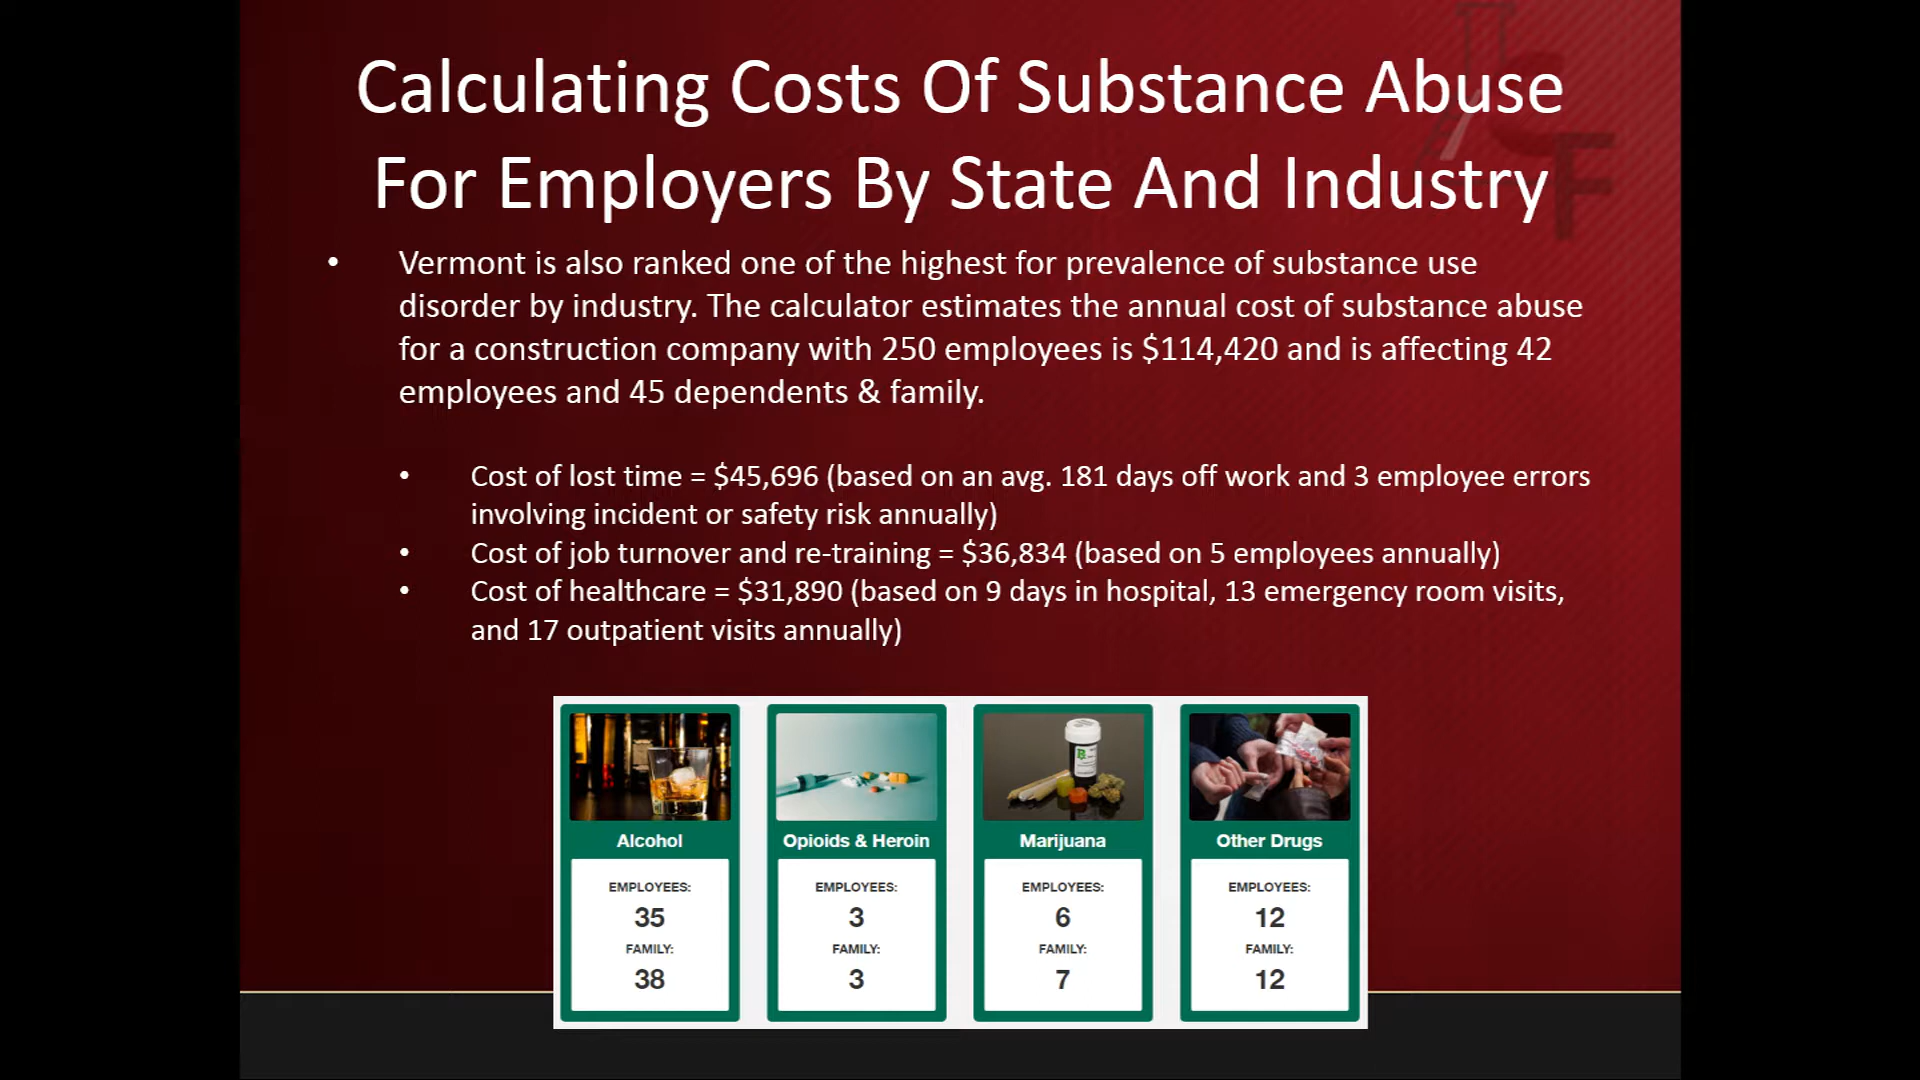 Calculating Costs Of Substance Abuse
For Employers By State And Industry
• Vermont is also ranked one of the highest for prevalence of substance use
disorder by industry. The calculator estimates the annual cost of substance abuse
for a construction company with 250 employees is $114,420 and is affecting 42
employees and 45 dependents & family.
• Cost of lost time = $45,696 (based on an avg. 181 days off work and 3 employee errors
involving incident or safety risk annually)
• Cost of job turnover and re-training = $36,834 (based on 5 employees annually)
• Cost of healthcare = $31,890 (based on 9 days in hospital, 13 emergency room visits,
and 17 outpatient visits annually)
Alcohol
EMPLOYEES:
35
FAMILY:
38
Opioids & Heroin
EMPLOYEES:
3
FAMILY:
3
Marijuana
EMPLOYEES:
6
FAMILY:
7
Other Drugs
EMPLOYEES:
12
FAMILY:
12